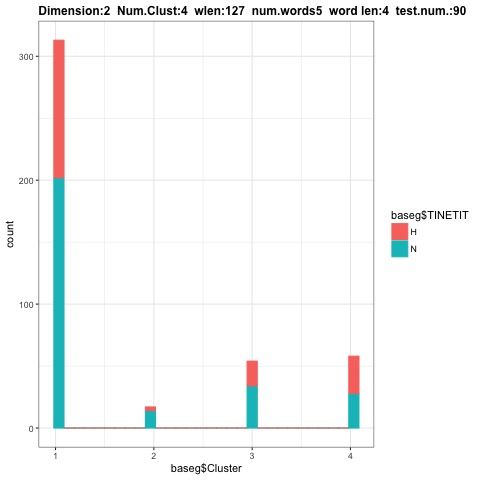 Dimension:2 Num.Clust:4 wlen:127 num.words5 word len:4 test.num.:90
300
200
100
0
count
1 2 3 4
baseg$Cluster
baseg$TINETIT
H
N